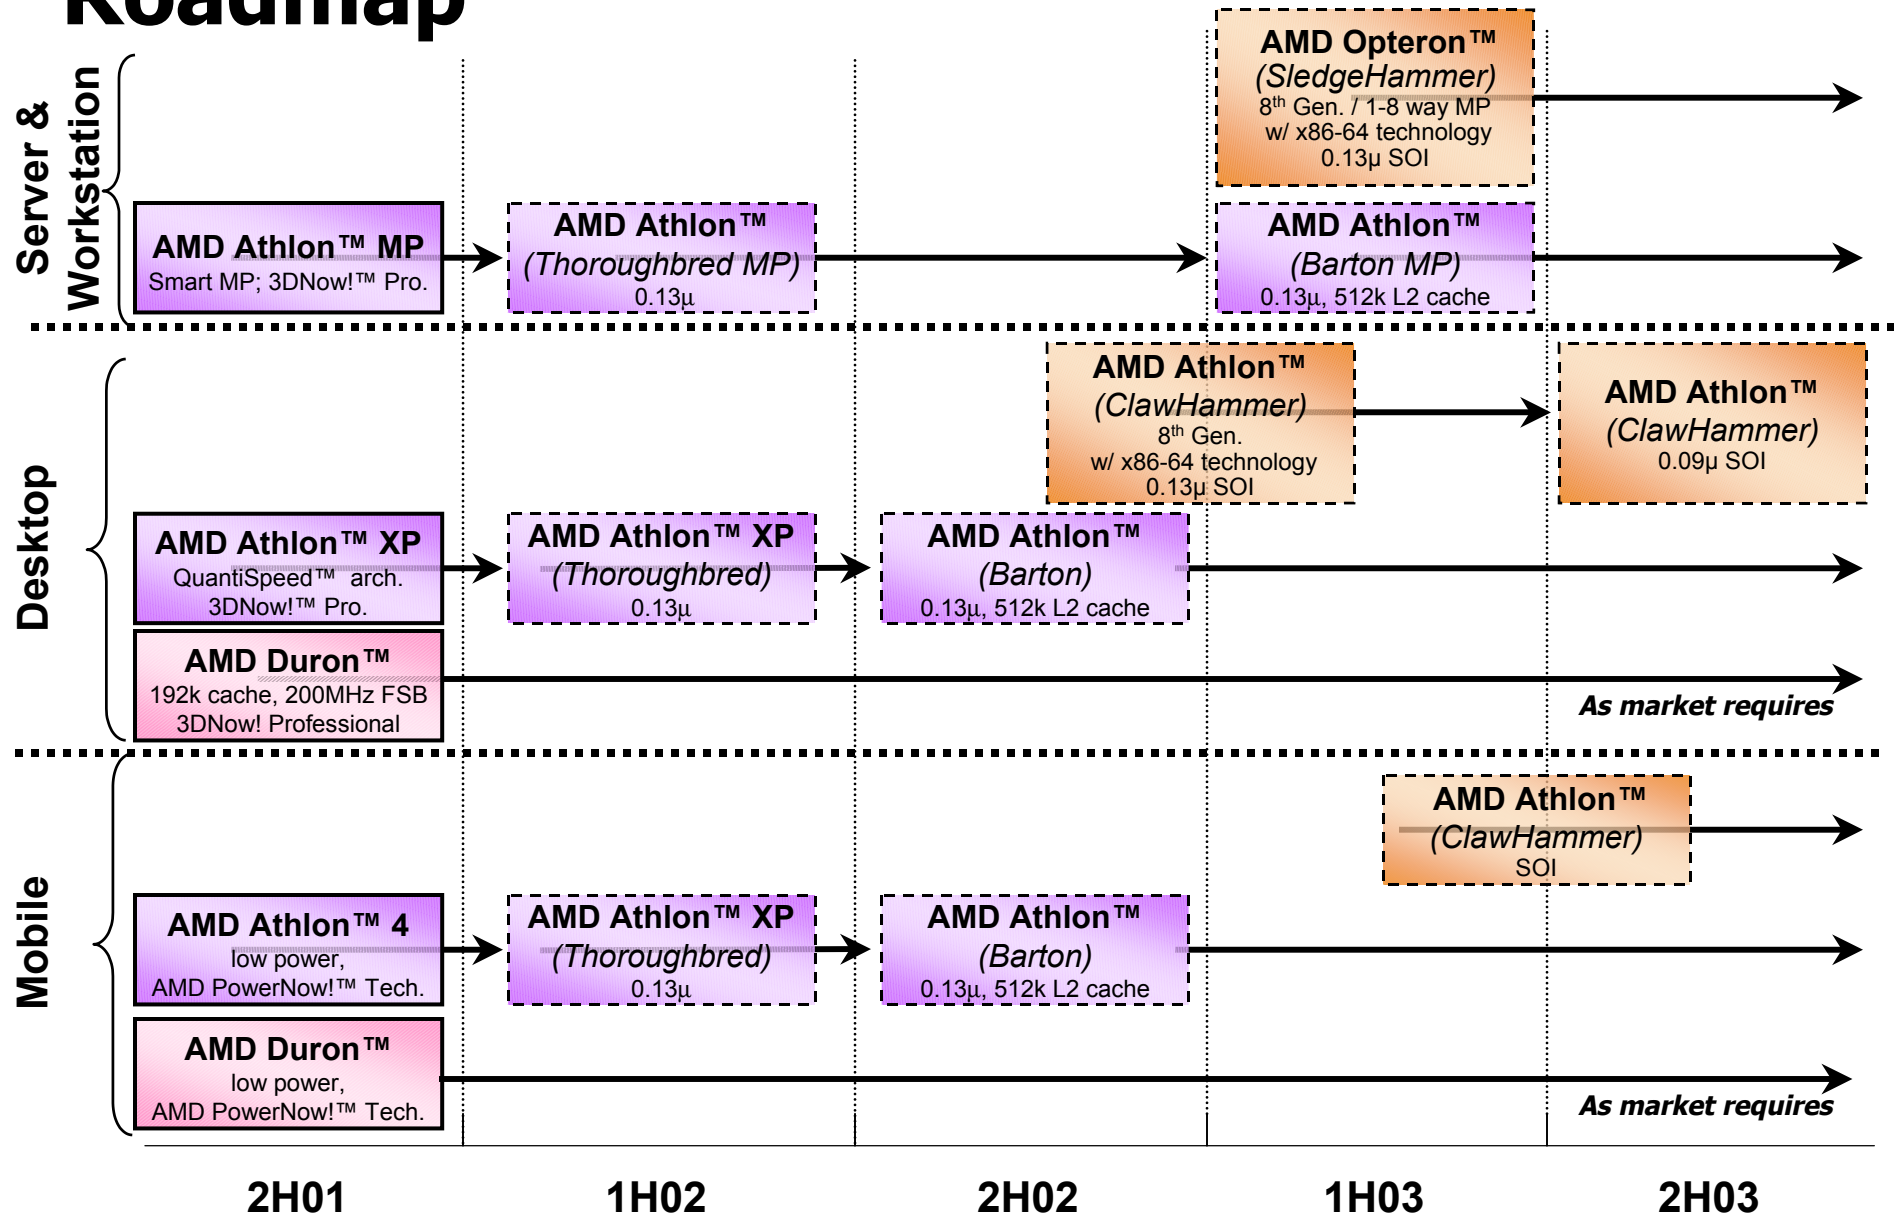 Roadmap
Server &
Workstation
AMD Opteron™
(SledgeHammer)
8th Gen. / 1-8 way MP
w/ x86-64 technology
0.13µ SOI
AMD Athlon™ MP
Smart MP; 3DNow!™ Pro.
AMD Athlon™
(Thoroughbred MP)
0.13µ
AMD Athlon™
(Barton MP)
0.13µ, 512k L2 cache
Desktop
AMD Athlon™
(ClawHammer)
8th Gen.
w/ x86-64 technology
0.13µ SOI
AMD Athlon™
(ClawHammer)
0.09µ SOI
AMD Athlon™ XP
QuantiSpeed™ arch.
3DNow!™ Pro.
AMD Athlon™ XP
(Thoroughbred)
0.13µ
AMD Athlon™
(Barton)
0.13µ, 512k L2 cache
AMD Duron™
192k cache, 200MHz FSB
3DNow! Professional
As market requires
Mobile
AMD Athlon™
(ClawHammer)
SOI
AMD Athlon™ 4
low power,
AMD PowerNow!™ Tech.
AMD Athlon™ XP
(Thoroughbred)
0.13µ
AMD Athlon™
(Barton)
0.13µ, 512k L2 cache
AMD Duron™
low power,
AMD PowerNow!™ Tech.
As market requires
2H01
1H02
2H02
1H03
2H03